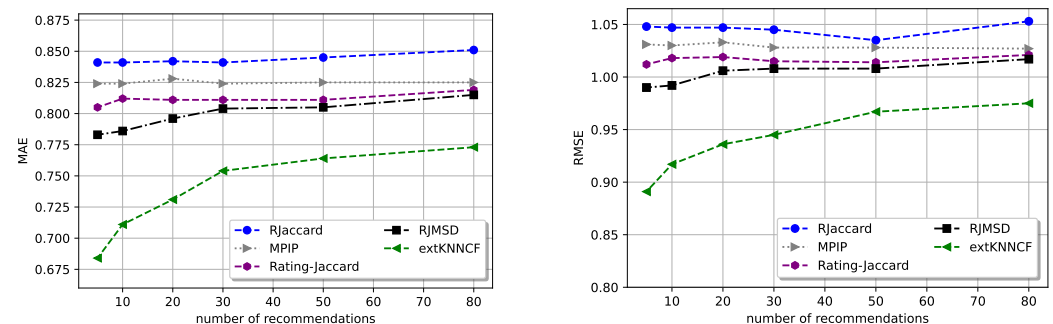 0.875
0.850
0.825
0.800
0.775
0.750
0.725
0.700
0.675
MAE
10 20 30 40 50 60 70 80
number of recommendations
RJaccard
MPIP
Rating-Jaccard
RJMSD
extKNNCF
1.05
1.00
0.95
0.90
0.85
0.80
RMSE
10 20 30 40 50 60 70 80
number of recommendations
RJaccard
MPIP
Rating-Jaccard
RJMSD
extKNNCF